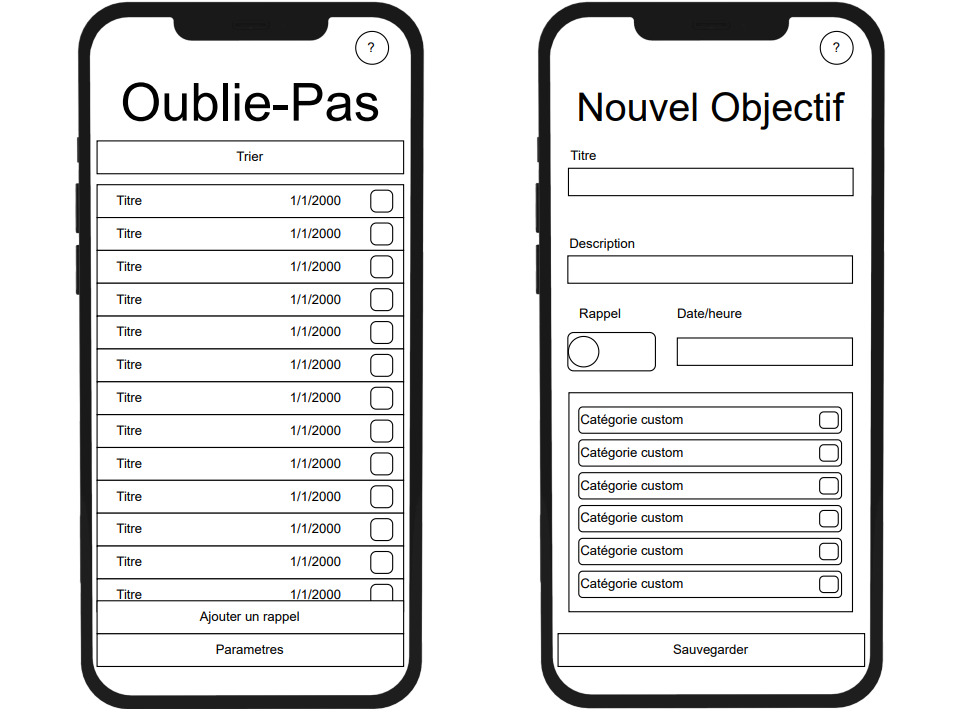 ?
Oublie-Pas
Trier
Titre 1/1/2000
Titre 1/1/2000
Titre 1/1/2000
Titre 1/1/2000
Titre 1/1/2000
Titre 1/1/2000
Titre 1/1/2000
Titre 1/1/2000
Titre 1/1/2000
Titre 1/1/2000
Titre 1/1/2000
Titre 1/1/2000
Titre 1/1/2000
Ajouter un rappel
Parametres
?
Nouvel Objectif
Titre
Description
Rappel Date/heure
Catégorie custom
Catégorie custom
Catégorie custom
Catégorie custom
Catégorie custom
Catégorie custom
Sauvegarder